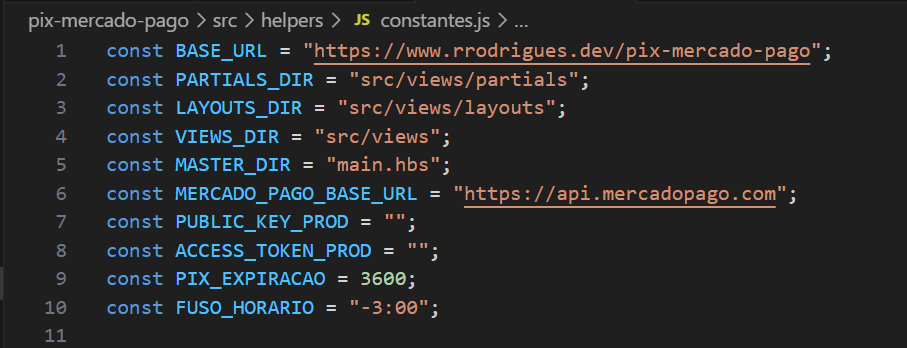 pix-mercado-pago > src > helpers > JS constantes.js > ...
1 const BASE_URL = "https://www.rrodrigues.dev/pix-mercado-pago";
2 const PARTIALS_DIR = "src/views/partials";
3 const LAYOUTS_DIR = "src/views/layouts";
4 const VIEWS_DIR = "src/views";
5 const MASTER_DIR = "main.hbs";
6 const MERCADO_PAGO_BASE_URL = "https://api.mercadopago.com";
7 const PUBLIC_KEY_PROD = "";
8 const ACCESS_TOKEN_PROD = "";
9 const PIX_EXPIRACAO = 3600;
10 const FUSO_HORARIO = "-3:00";
11